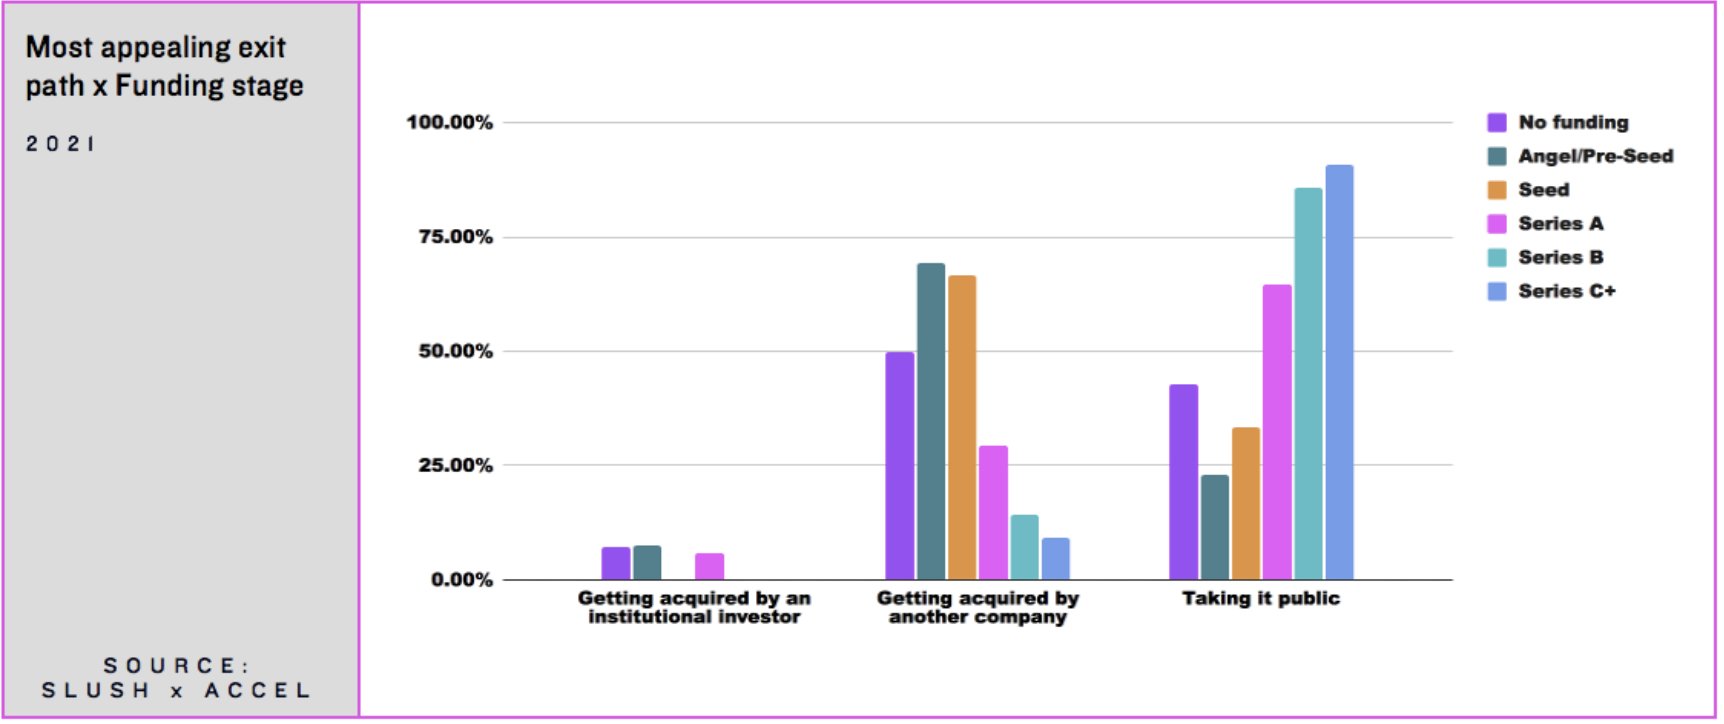 Most appealing exit
path x Funding stage
2021
SOURCE:
SLUSH x ACCEL
100.00%
75.00%
50.00%
25.00%
0.00%
Getting acquired by an
institutional investor
Getting acquired by
another company
Taking it public
No funding
Angel/Pre-Seed
Seed
Series A
Series B
Series C+